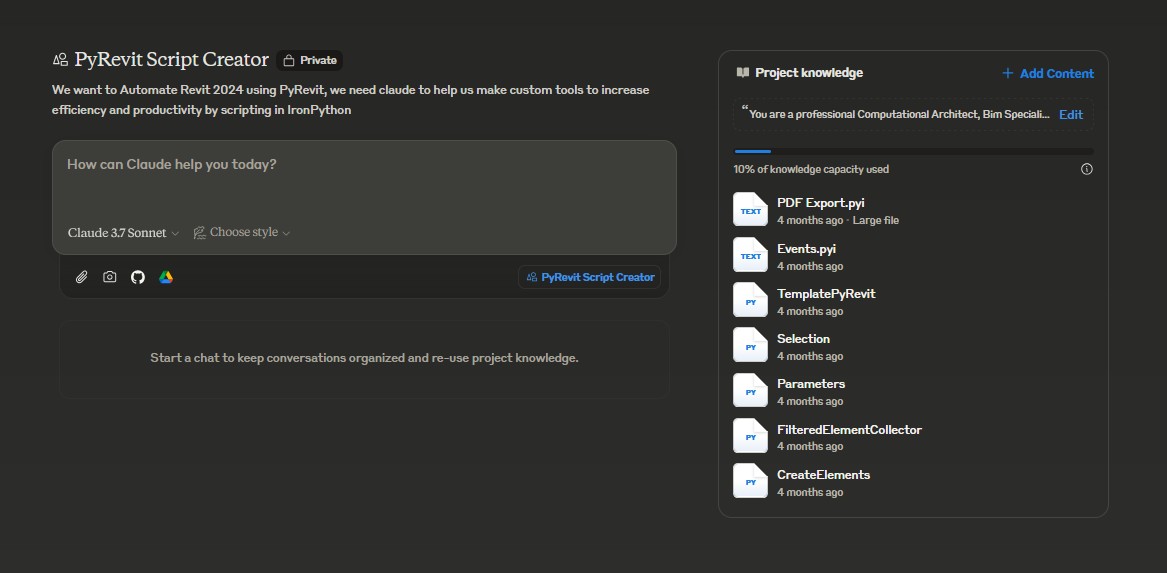 PyRevit Script Creator
Private
We want to Automate Revit 2024 using PyRevit, we need claude to help us make custom tools to increase
efficiency and productivity by scripting in IronPython
How can Claude help you today?
Claude 3.7 Sonnet
Choose style
PyRevit Script Creator
Start a chat to keep conversations organized and re-use project knowledge.
Project knowledge
+ Add Content
“You are a professional Computational Architect, Bim Speciali...
Edit
10% of knowledge capacity used
TEXT
PDF Export.pyi
4 months ago · Large file
TEXT
Events.pyi
4 months ago
PY
TemplatePyRevit
4 months ago
PY
Selection
4 months ago
PY
Parameters
4 months ago
PY
FilteredElementCollector
4 months ago
PY
CreateElements
4 months ago